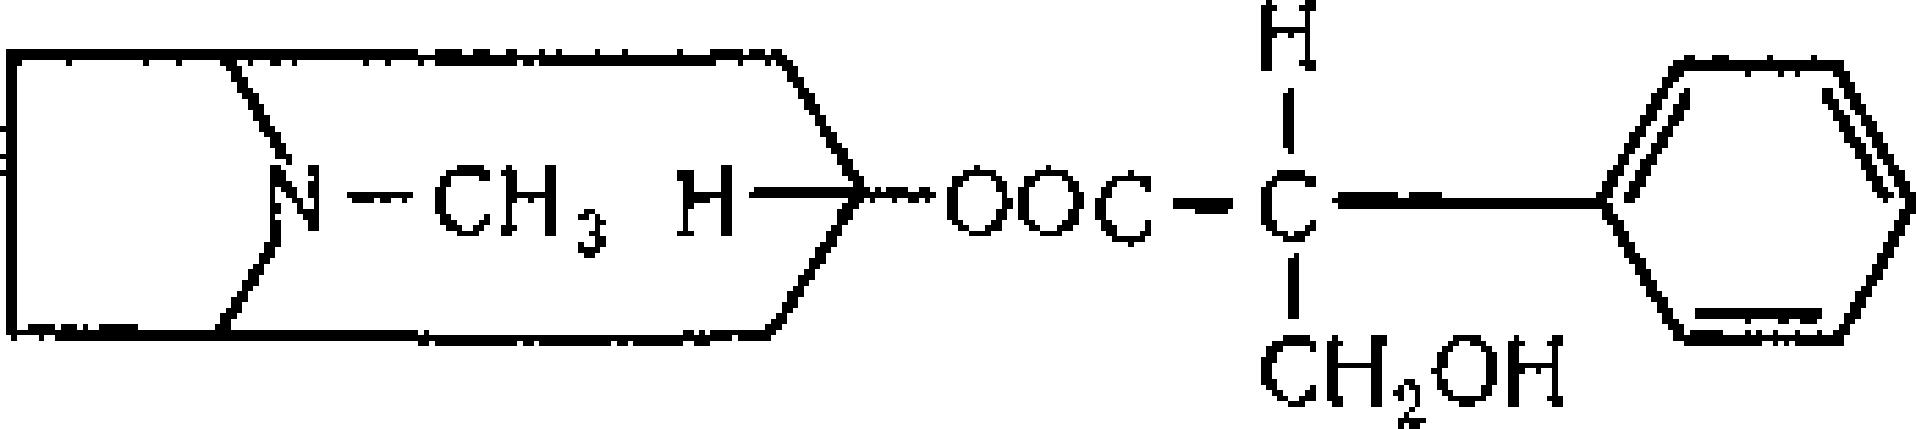 H
N – CH₃ H – OOC – C
CH₂OH